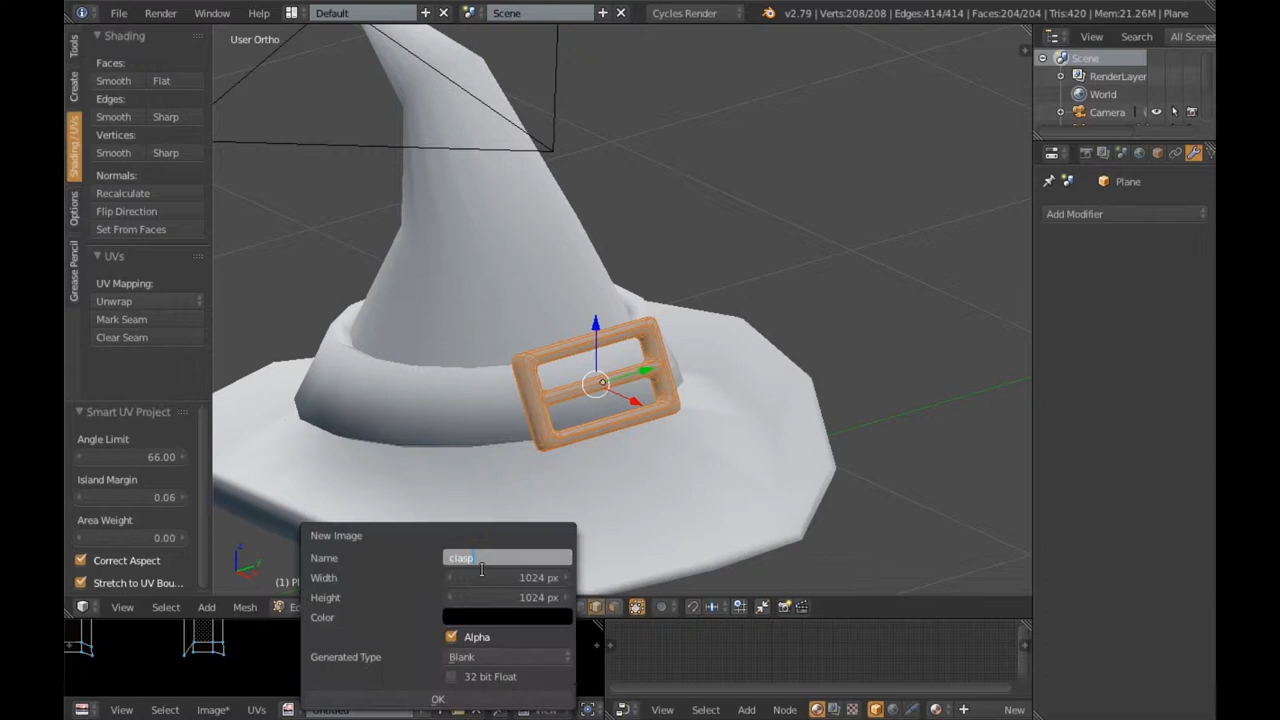 File Render Window Help Default Scene Cycles Render v2.79 | Verts:208/208 | Edges:414/414 | Faces:204/204 | Tris:420 | Mem:21.26M | Plane
Tools
Create
Shading / UVs
Options
Grease Pencil
Shading
Faces:
Smooth Flat
Edges:
Smooth Sharp
Vertices:
Smooth Sharp
Normals:
Recalculate
Flip Direction
Set From Faces
UVs
UV Mapping:
Unwrap
Mark Seam
Clear Seam
Smart UV Project
Angle Limit
66.00
Island Margin
0.06
Area Weight
0.00
Correct Aspect
Stretch to UV Bou...
User Ortho
New Image
Name clasp
Width 1024 px
Height 1024 px
Color
Alpha
Generated Type Blank
32 bit Float
OK
View Select Add Mesh
View Select Image* UVs
View Select Add Node New
View Search All Scenes
Scene
RenderLayer
World
Camera
Plane
Add Modifier